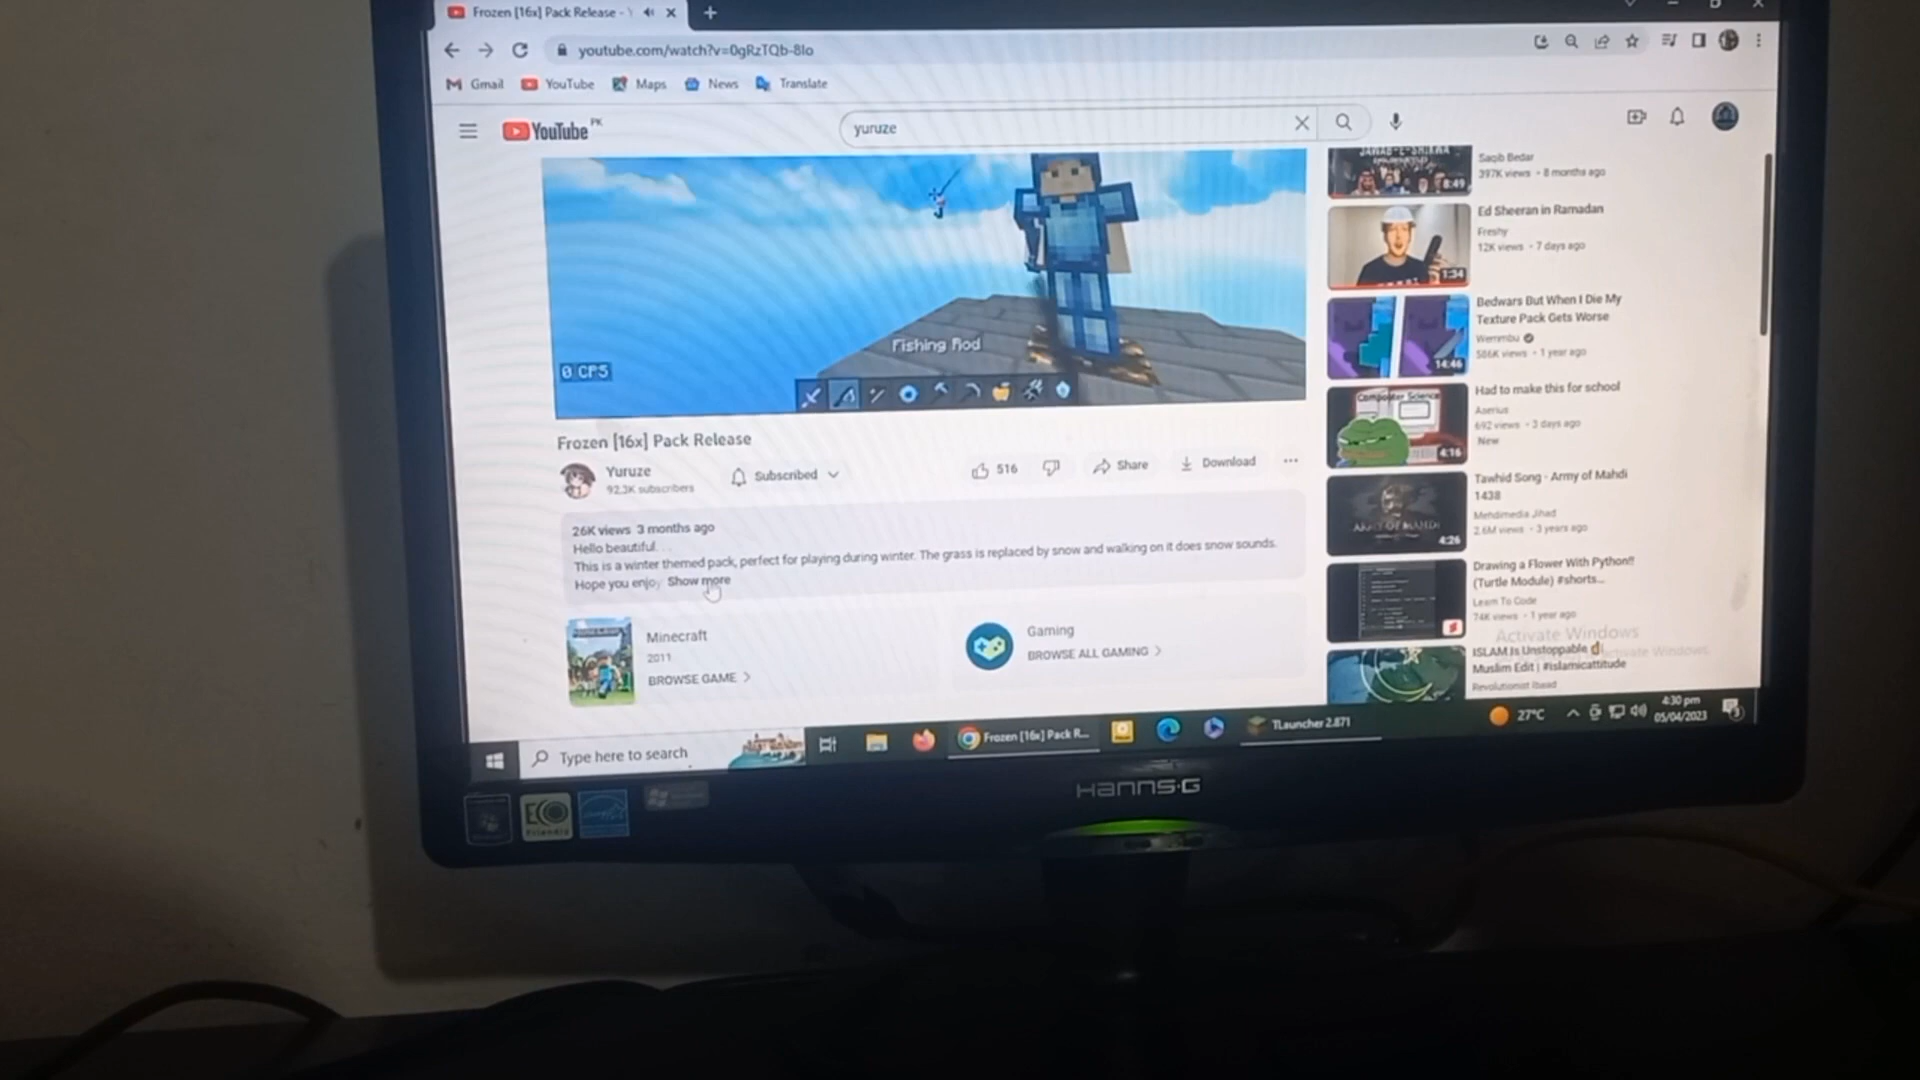 Frozen [16x] Pack Release -
youtube.com/watch?v=0gRzTQb-8lo
Gmail YouTube Maps News Translate
YouTube PK
yuruze
Fishing Rod
0 CPS
Frozen [16x] Pack Release
Yuruze
92.3K subscribers
Subscribed
516
Share
Download
26K views 3 months ago
Hello beautiful...
This is a winter themed pack, perfect for playing during winter. The grass is replaced by snow and walking on it does snow sounds.
Hope you enjoy Show more
Minecraft
2011
BROWSE GAME
Gaming
BROWSE ALL GAMING
8:49
Saqib Bedar
397K views • 8 months ago
1:34
Ed Sheeran in Ramadan
Freshy
12K views • 7 days ago
14:46
Bedwars But When I Die My
Texture Pack Gets Worse
Wemmbu
586K views • 1 year ago
Computer Science
4:16
Had to make this for school
Aserius
692 views • 3 days ago
New
ARMY OF MAHDI
4:26
Tawhid Song - Army of Mahdi
1438
Mehdimedia Jihad
2.6M views • 3 years ago
Drawing a Flower With Python!!
(Turtle Module) #shorts...
Learn To Code
74K views • 1 year ago
Activate Windows
ISLAM Is Unstoppable
Muslim Edit | #islamicattitude
Revolutionist Ibaad
Type here to search
Frozen [16x] Pack R...
TLauncher 2.871
27°C
4:30 pm
05/04/2023
HANNS·G
ECO
Friendly